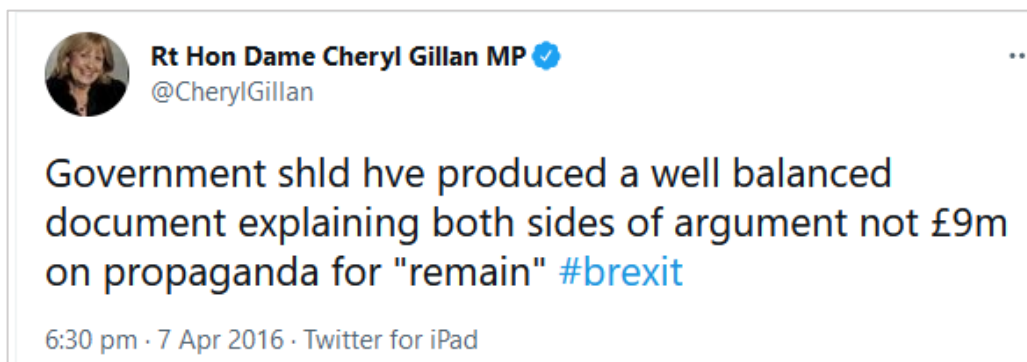 Rt Hon Dame Cheryl Gillan MP
@CherylGillan
Government shld hve produced a well balanced
document explaining both sides of argument not £9m
on propaganda for "remain" #brexit
6:30 pm · 7 Apr 2016 · Twitter for iPad